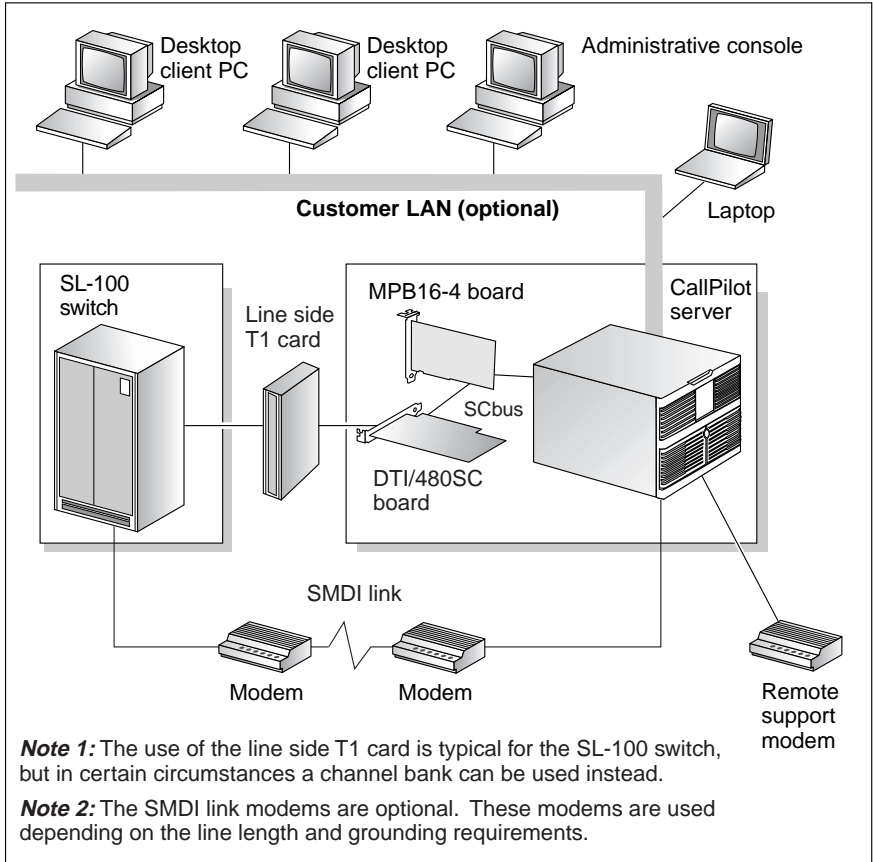 Desktop
client PC
Desktop
client PC
Administrative console
Customer LAN (optional)
Laptop
SL-100
switch
Line side
T1 card
MPB16-4 board
CallPilot
server
SCbus
DTI/480SC
board
SMDI link
Modem
Modem
Remote
support
modem
Note 1: The use of the line side T1 card is typical for the SL-100 switch,
but in certain circumstances a channel bank can be used instead.
Note 2: The SMDI link modems are optional. These modems are used
depending on the line length and grounding requirements.